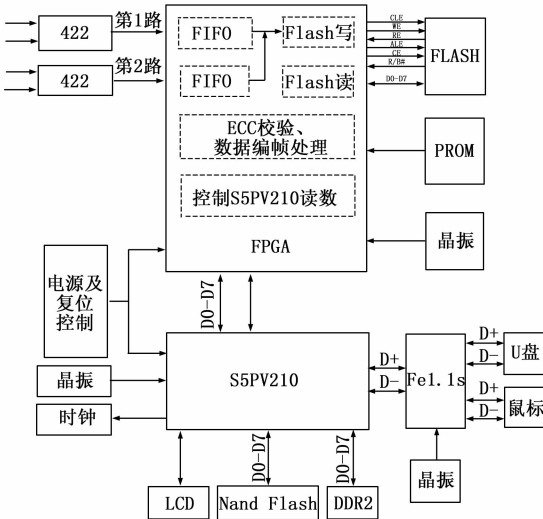 422
第1路
422
第2路
FIFO
Flash写
FIFO
Flash读
ECC校验、
数据编帧处理
控制S5PV210读数
FPGA
CLE
WE
RE
ALE
CE
R/B#
D0-D7
FLASH
PROM
晶振
电源及
复位
控制
D0-D7
晶振
时钟
S5PV210
D+
D-
Fe1.1s
D+
D-
U盘
D+
D-
鼠标
晶振
D0-D7
D0-D7
LCD
Nand Flash
DDR2